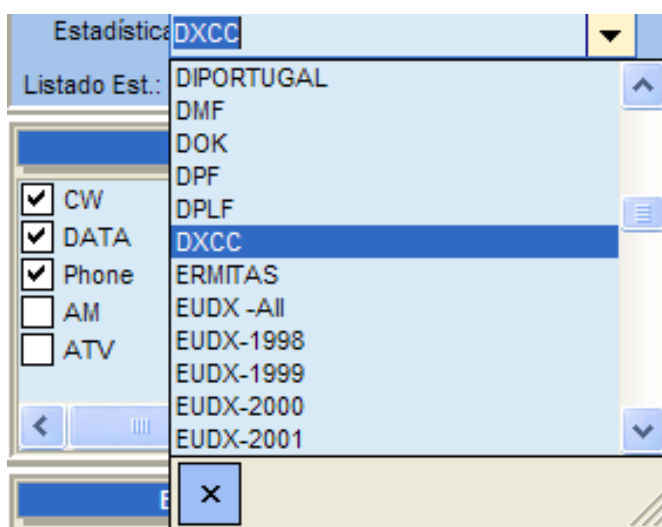 Estadística DXCC
Listado Est.:
DIPORTUGAL
DMF
DOK
DPF
DPLF
DXCC
ERMITAS
EUDX -All
EUDX-1998
EUDX-1999
EUDX-2000
EUDX-2001
CW
DATA
Phone
AM
ATV
E